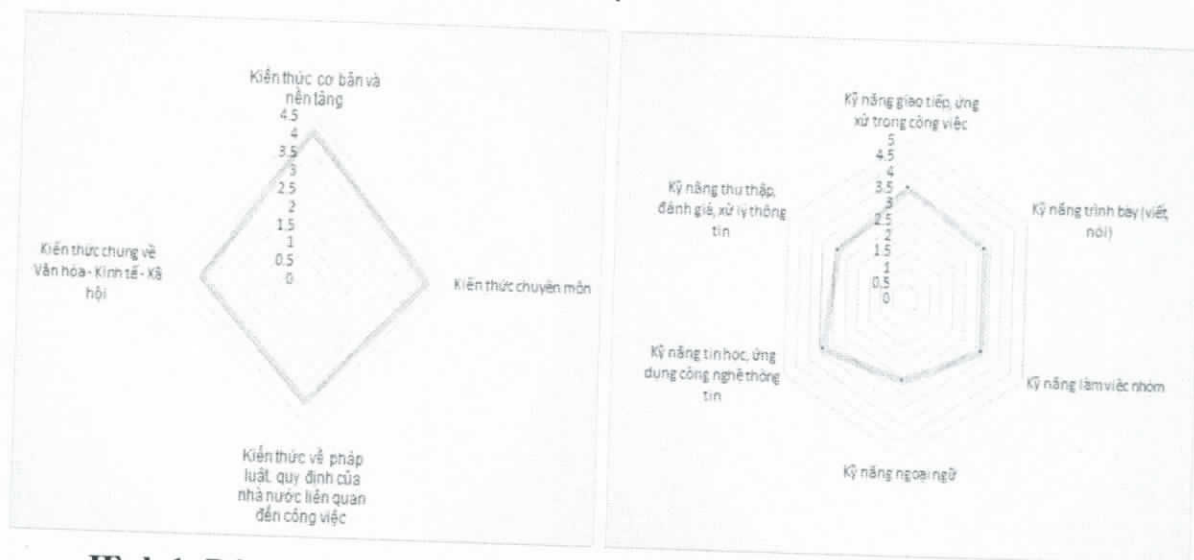 Kiến thức cơ bản và
nền tảng
4.5
4
3.5
3
2.5
2
1.5
1
0.5
0
Kiến thức chung về
Văn hóa - Kinh tế - Xã
hội
Kiến thức chuyên môn
Kiến thức về pháp
luật, quy định của
nhà nước liên quan
đến công việc
Kỹ năng giao tiếp, ứng
xử trong công việc
5
4.5
4
3.5
3
2.5
2
1.5
1
0.5
0
Kỹ năng thu thập,
đánh giá, xử lý thông
tin
Kỹ năng trình bày (viết,
nói)
Kỹ năng tin học, ứng
dụng công nghệ thông
tin
Kỹ năng làm việc nhóm
Kỹ năng ngoại ngữ